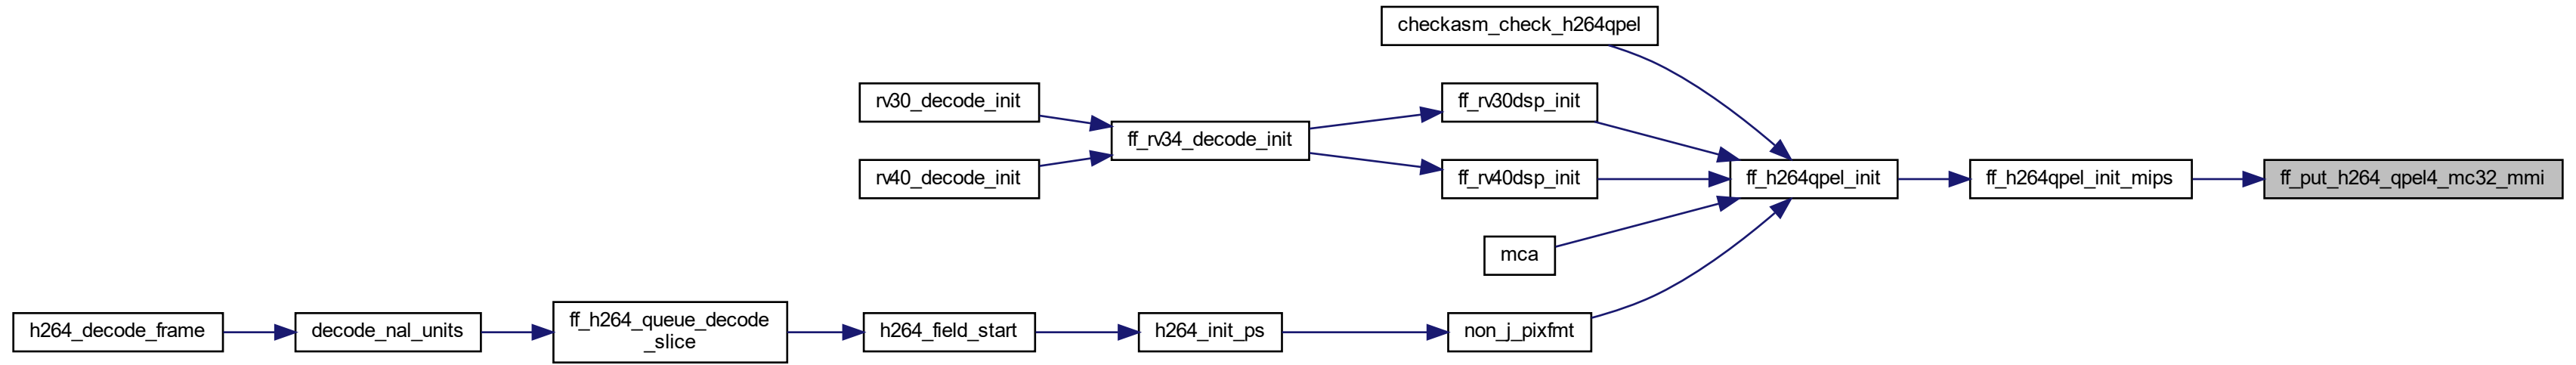 checkasm_check_h264qpel
rv30_decode_init
ff_rv30dsp_init
ff_rv34_decode_init
rv40_decode_init
ff_rv40dsp_init
ff_h264qpel_init
ff_h264qpel_init_mips
ff_put_h264_qpel4_mc32_mmi
mca
h264_decode_frame
decode_nal_units
ff_h264_queue_decode
_slice
h264_field_start
h264_init_ps
non_j_pixfmt